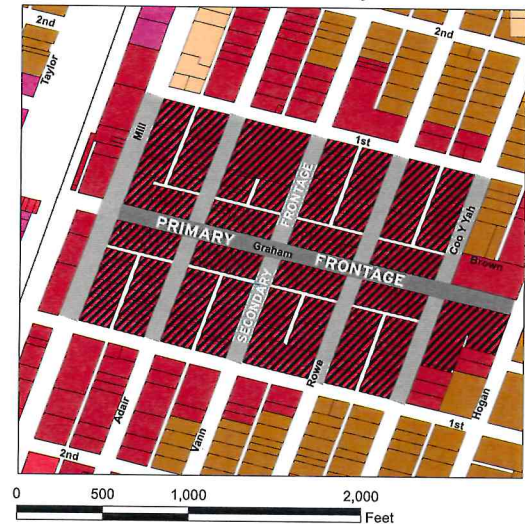 2nd
Taylor
2nd
Mill
1st
FRONTAGE
Coo Y Yah
PRIMARY
Graham
FRONTAGE
Brown
SECONDARY
Rowe
Hogan
1st
Adair
Vann
2nd
0 500 1,000 2,000
Feet